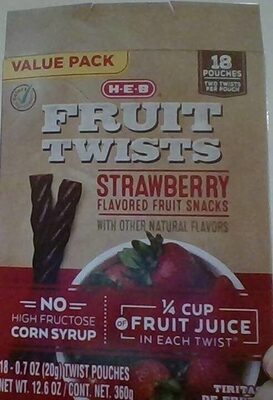 VALUE PACK
H-E-B
18
POUCHES
TWO TWISTS
PER POUCH
FRUIT
TWISTS
STRAWBERRY
FLAVORED FRUIT SNACKS
WITH OTHER NATURAL FLAVORS
NO
HIGH FRUCTOSE
CORN SYRUP
¼ CUP
OF FRUIT JUICE
IN EACH TWIST
18 - 0.7 OZ (20g) TWIST POUCHES
NET WT. 12.6 OZ / CONT. NET. 360g
TIRITAS
DE FRU